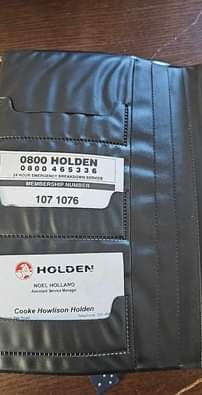 0800 HOLDEN
0800 465336
24 HOUR EMERGENCY BREAKDOWN SERVICE
MEMBERSHIP NUMBER
107 1076
HOLDEN
NOEL HOLLARD
Assistant Service Manager
Cooke Howlison Holden